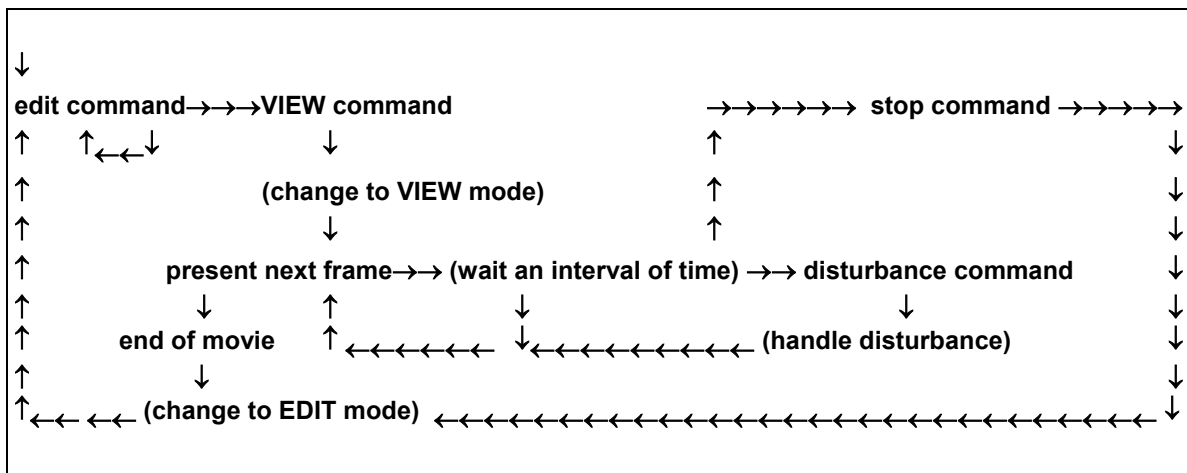 edit command→→→VIEW command →→→→→→ stop command →→→→→
(change to VIEW mode)
present next frame→→ (wait an interval of time) →→ disturbance command
end of movie ←←←←←← ←←←←←←←←← (handle disturbance)
←← ←← (change to EDIT mode) ←←←←←←←←←←←←←←←←←←←←←←